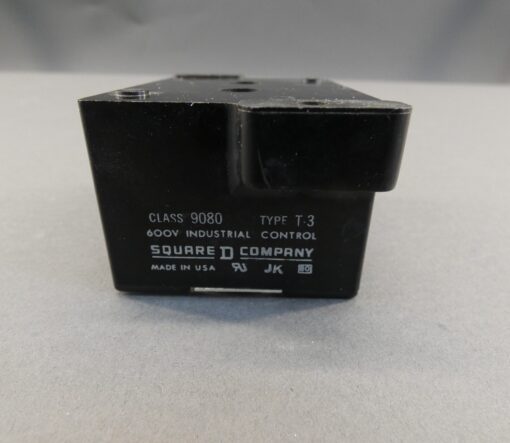 CLASS 9080 TYPE T-3
600V INDUSTRIAL CONTROL
SQUARE D COMPANY
MADE IN USA JK